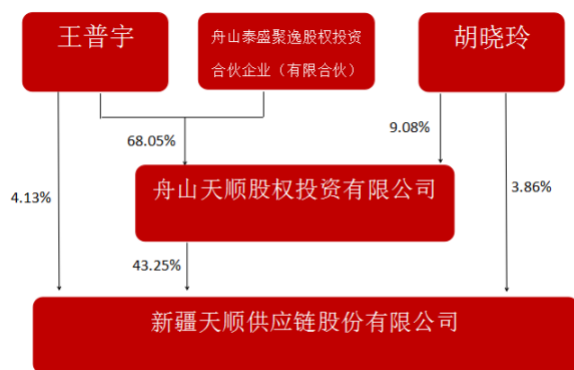 王普宇
舟山泰盛聚逸股权投资
合伙企业（有限合伙）
胡晓玲
68.05%
9.08%
4.13%
舟山天顺股权投资有限公司
3.86%
43.25%
新疆天顺供应链股份有限公司